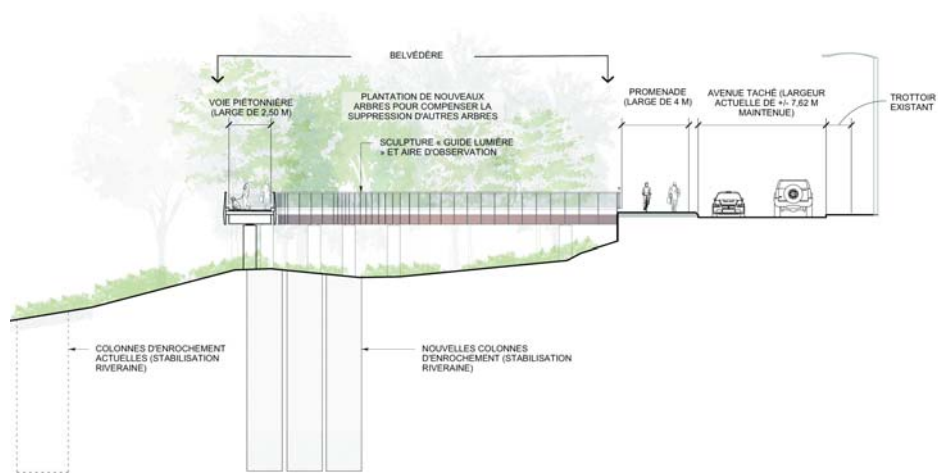 BELVÉDÈRE
VOIE PIÉTONNIÈRE
(LARGE DE 2,50 M)
PLANTATION DE NOUVEAUX
ARBRES POUR COMPENSER LA
SUPPRESSION D'AUTRES ARBRES
SCULPTURE « GUIDE LUMIÈRE
» ET AIRE D'OBSERVATION
PROMENADE
(LARGE DE 4 M)
AVENUE TACHÉ (LARGEUR
ACTUELLE DE +/- 7,62 M
MAINTENUE)
TROTTOIR
EXISTANT
COLONNES D'ENROCHEMENT
ACTUELLES (STABILISATION
RIVERAINE)
NOUVELLES COLONNES
D'ENROCHEMENT (STABILISATION
RIVERAINE)